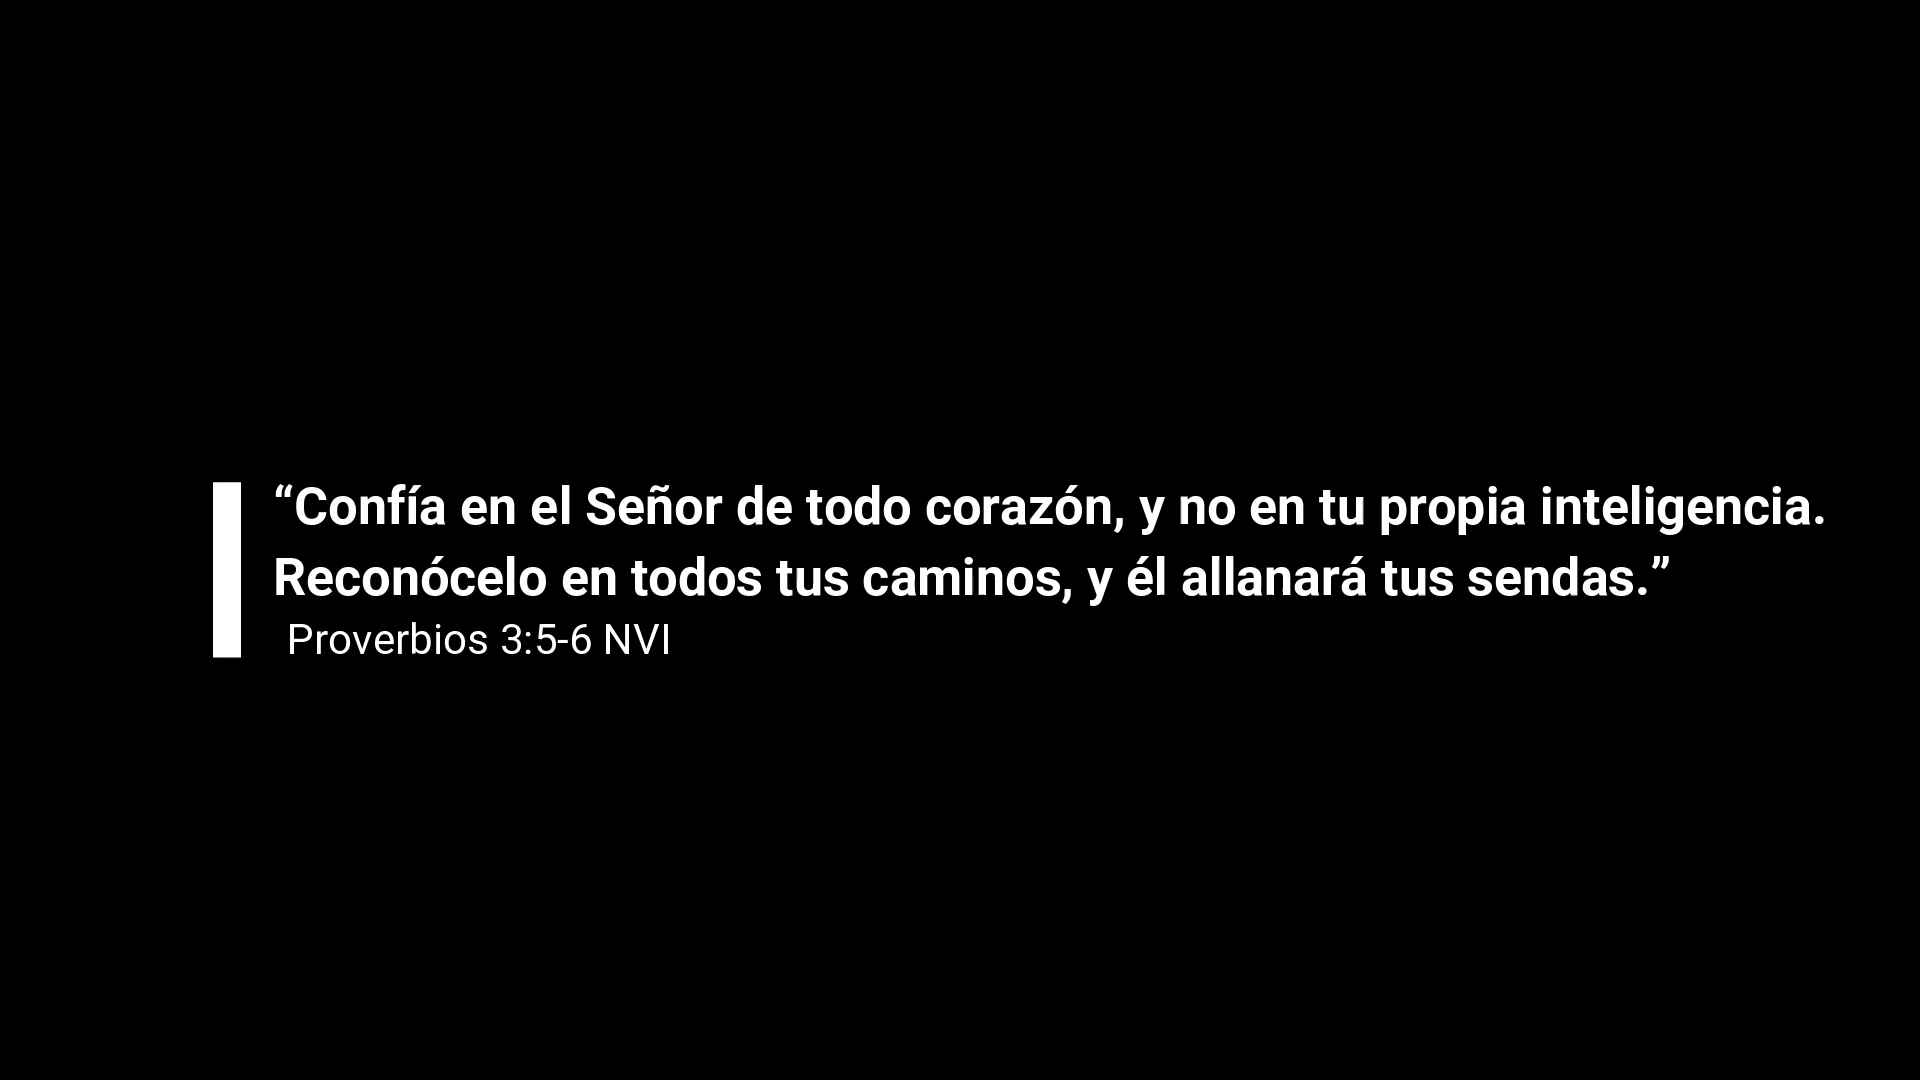 “Confía en el Señor de todo corazón, y no en tu propia inteligencia.
Reconócelo en todos tus caminos, y él allanará tus sendas.”
Proverbios 3:5-6 NVI